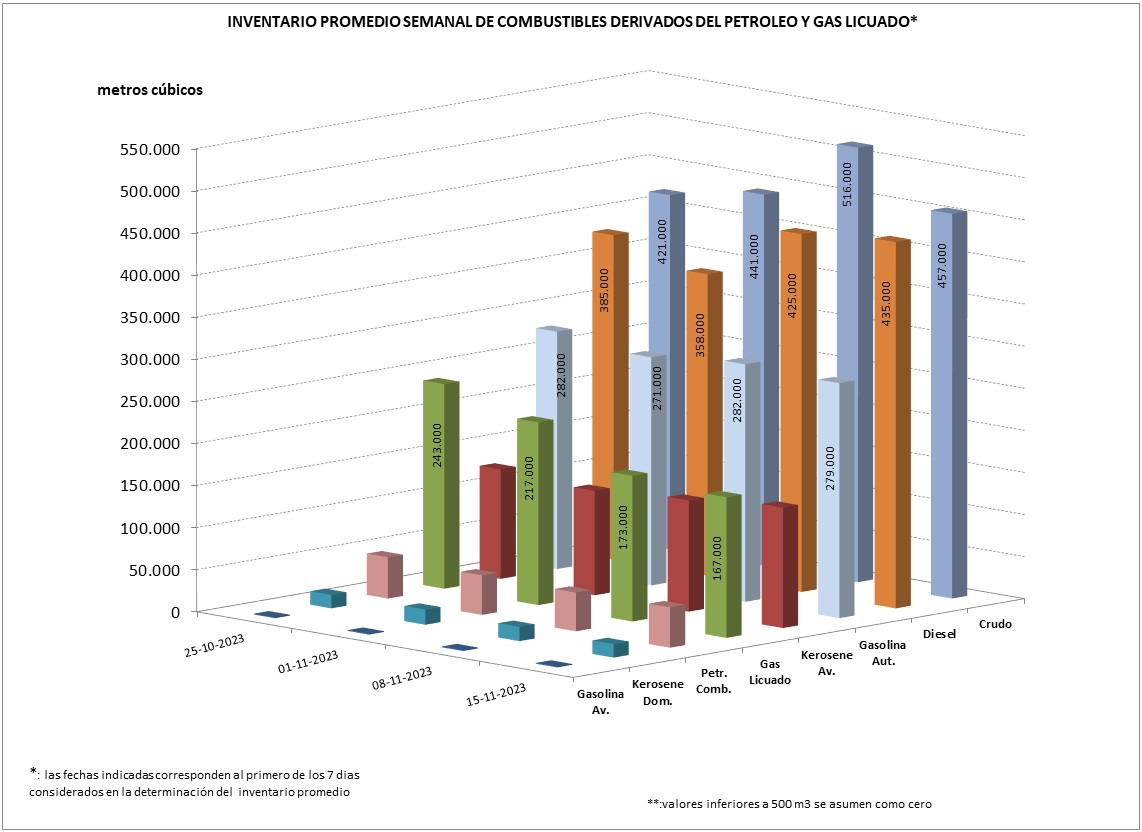 INVENTARIO PROMEDIO SEMANAL DE COMBUSTIBLES DERIVADOS DEL PETROLEO Y GAS LICUADO*
metros cúbicos
550.000
500.000
450.000
400.000
350.000
300.000
250.000
200.000
150.000
100.000
50.000
0
421.000
441.000
516.000
457.000
385.000
358.000
425.000
435.000
282.000
271.000
282.000
279.000
243.000
217.000
173.000
167.000
25-10-2023
01-11-2023
08-11-2023
15-11-2023
Gasolina
Av.
Kerosene
Dom.
Petr.
Comb.
Gas
Licuado
Kerosene
Av.
Gasolina
Aut.
Diesel
Crudo
*: las fechas indicadas corresponden al primero de los 7 dias
considerados en la determinación del inventario promedio
**:valores inferiores a 500 m3 se asumen como cero